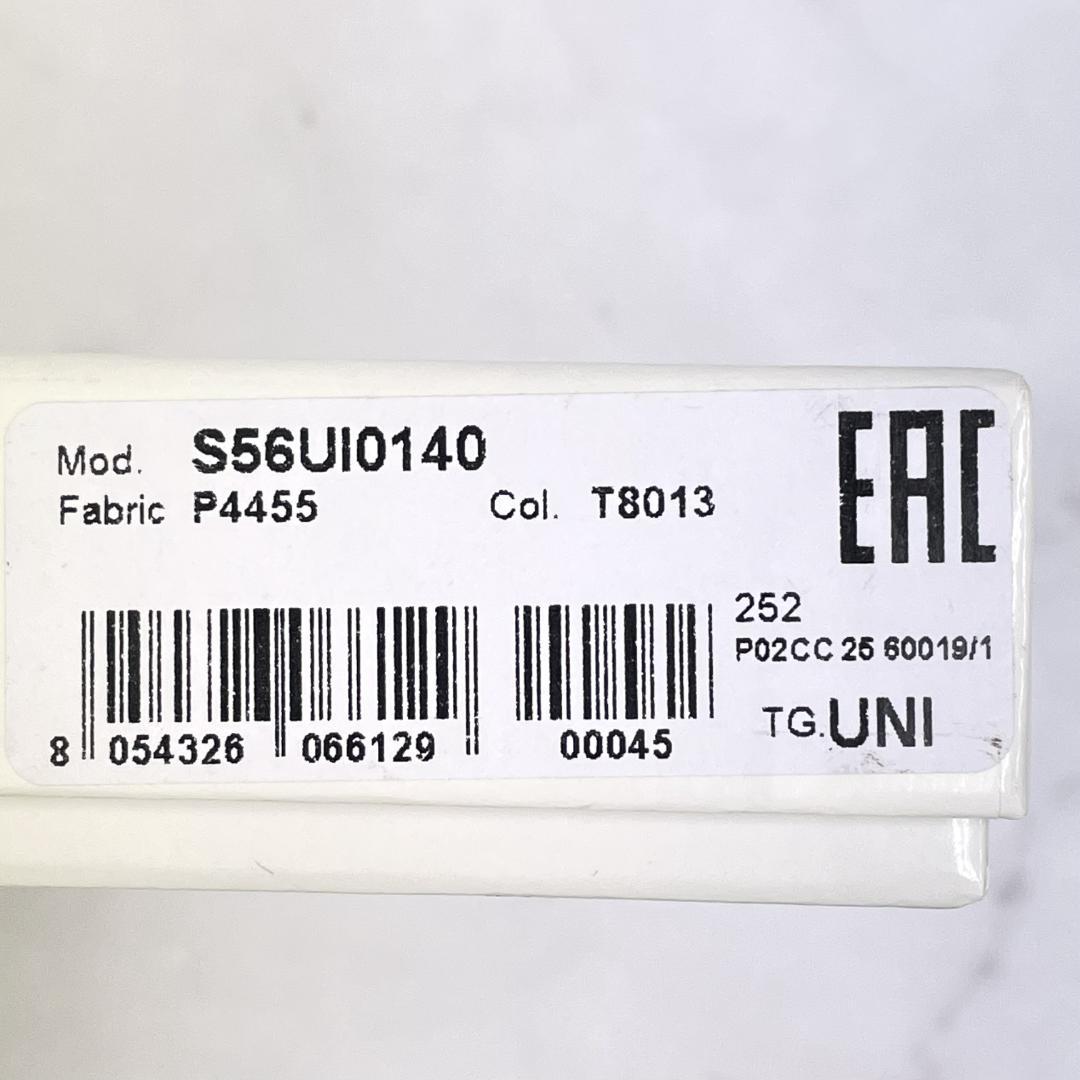 Mod. S56UI0140
Fabric P4455 Col. T8013
EAC
252
P02CC 25 60019/1
TG.UNI
8 054326 066129 00045